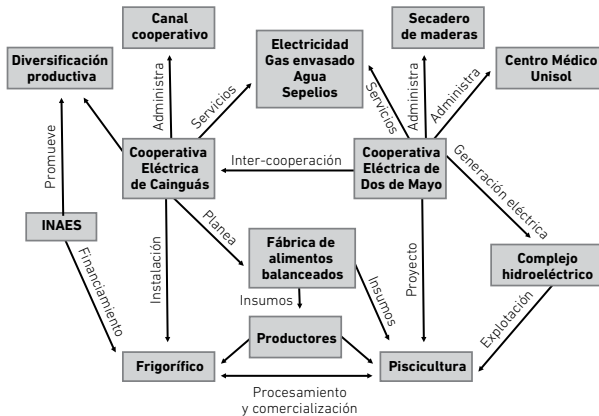 Canal
cooperativo
Secadero
de maderas
Diversificación
productiva
Electricidad
Gas envasado
Agua
Sepelios
Centro Médico
Unisol
Administra
Servicios
Servicios
Administra
Administra
Promueve
Cooperativa
Eléctrica
de Cainguás
Inter-cooperación
Cooperativa
Eléctrica de
Dos de Mayo
Generación eléctrica
INAES
Planea
Fábrica de
alimentos
balanceados
Complejo
hidroeléctrico
Financiamiento
Instalación
Insumos
Insumos
Proyecto
Explotación
Productores
Frigorífico
Piscicultura
Procesamiento
y comercialización